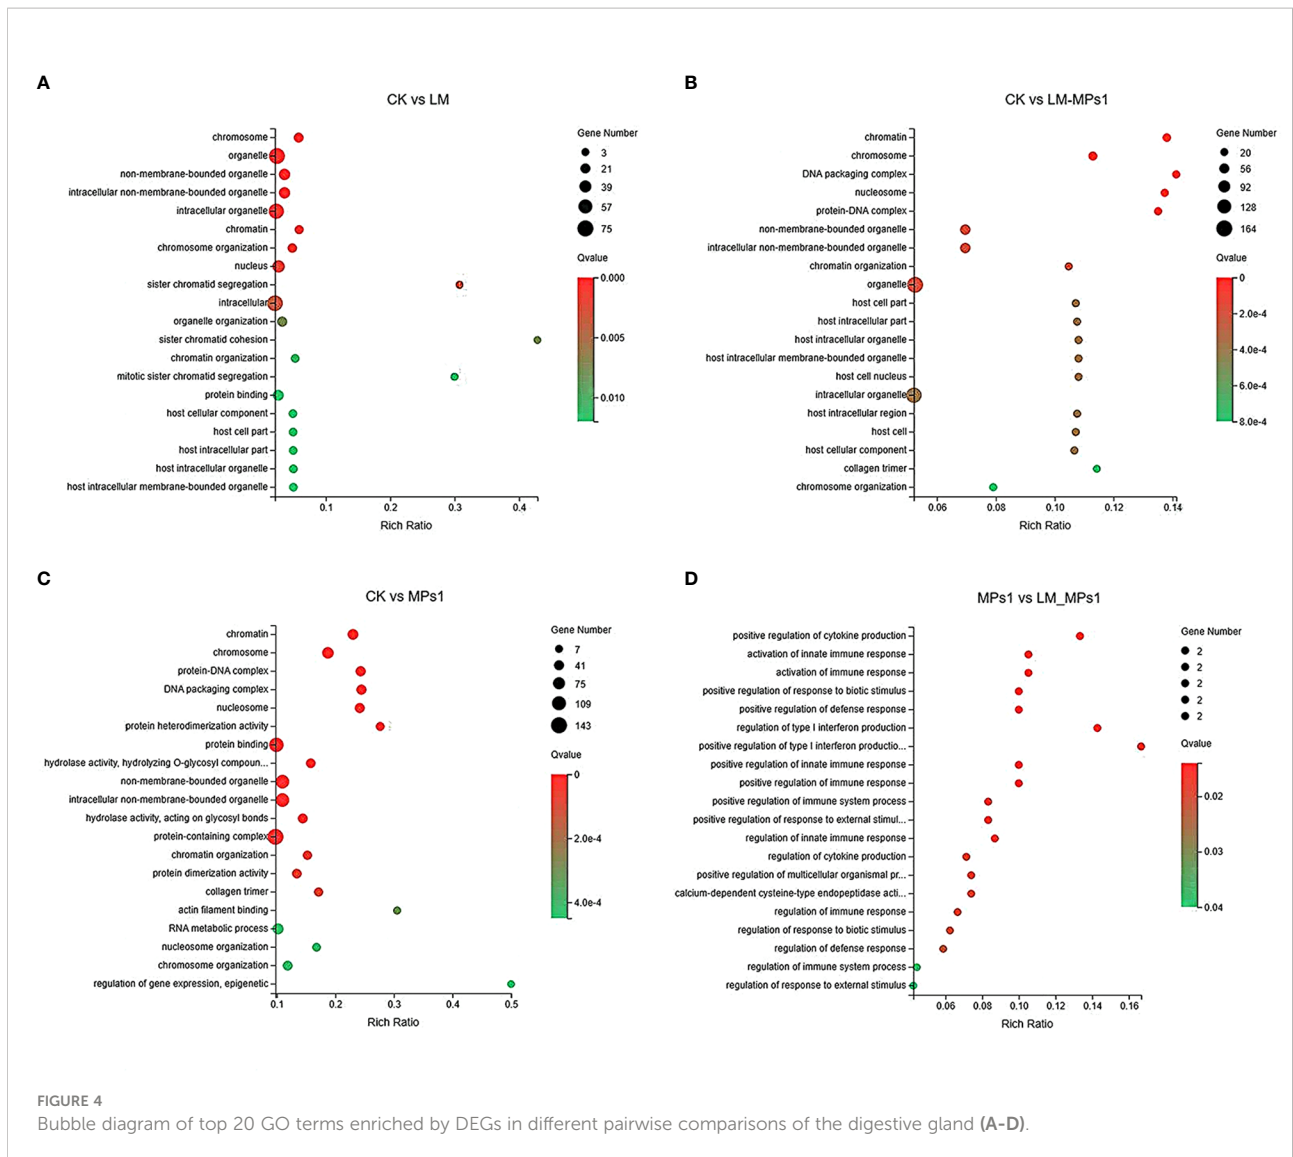 A
CK vs LM
chromosome
organelle
non-membrane-bounded organelle
intracellular non-membrane-bounded organelle
intracellular organelle
chromatin
chromosome organization
nucleus
sister chromatid segregation
intracellular
organelle organization
sister chromatid cohesion
chromatin organization
mitotic sister chromatid segregation
protein binding
host cellular component
host cell part
host intracellular part
host intracellular organelle
host intracellular membrane-bounded organelle
0.1 0.2 0.3 0.4
Rich Ratio
Gene Number
3
21
39
57
75
Qvalue
0.000
0.005
0.010
B
CK vs LM-MPs1
chromatin
chromosome
DNA packaging complex
nucleosome
protein-DNA complex
non-membrane-bounded organelle
intracellular non-membrane-bounded organelle
chromatin organization
organelle
host cell part
host intracellular part
host intracellular organelle
host intracellular membrane-bounded organelle
host cell nucleus
intracellular organelle
host intracellular region
host cell
host cellular component
collagen trimer
chromosome organization
0.06 0.08 0.10 0.12 0.14
Rich Ratio
Gene Number
20
56
92
128
164
Qvalue
0
2.0e-4
4.0e-4
6.0e-4
8.0e-4
C
CK vs MPs1
chromatin
chromosome
protein-DNA complex
DNA packaging complex
nucleosome
protein heterodimerization activity
protein binding
hydrolase activity, hydrolyzing O-glycosyl compoun...
non-membrane-bounded organelle
intracellular non-membrane-bounded organelle
hydrolase activity, acting on glycosyl bonds
protein-containing complex
chromatin organization
protein dimerization activity
collagen trimer
actin filament binding
RNA metabolic process
nucleosome organization
chromosome organization
regulation of gene expression, epigenetic
0.1 0.2 0.3 0.4 0.5
Rich Ratio
Gene Number
7
41
75
109
143
Qvalue
0
2.0e-4
4.0e-4
D
MPs1 vs LM_MPs1
positive regulation of cytokine production
activation of innate immune response
activation of immune response
positive regulation of response to biotic stimulus
positive regulation of defense response
regulation of type I interferon production
positive regulation of type I interferon productio...
positive regulation of innate immune response
positive regulation of immune response
positive regulation of immune system process
positive regulation of response to external stimul...
regulation of innate immune response
regulation of cytokine production
positive regulation of multicellular organismal pr...
calcium-dependent cysteine-type endopeptidase acti...
regulation of immune response
regulation of response to biotic stimulus
regulation of defense response
regulation of immune system process
regulation of response to external stimulus
0.06 0.08 0.10 0.12 0.14 0.16
Rich Ratio
Gene Number
2
2
2
2
2
Qvalue
0.02
0.03
0.04
FIGURE 4
Bubble diagram of top 20 GO terms enriched by DEGs in different pairwise comparisons of the digestive gland (A-D).